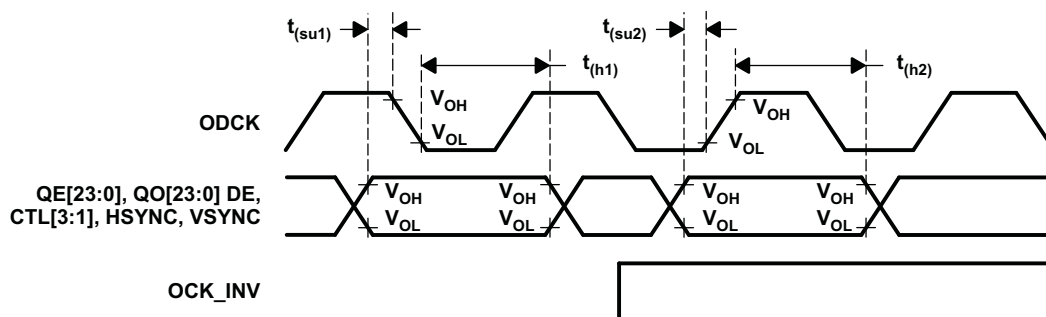 t(su1)
t(su2)
t(h1)
t(h2)
ODCK
VOH
VOL
VOH
VOL
QE[23:0], QO[23:0] DE,
CTL[3:1], HSYNC, VSYNC
VOH
VOH
VOH
VOH
VOL
VOL
VOL
VOL
OCK_INV